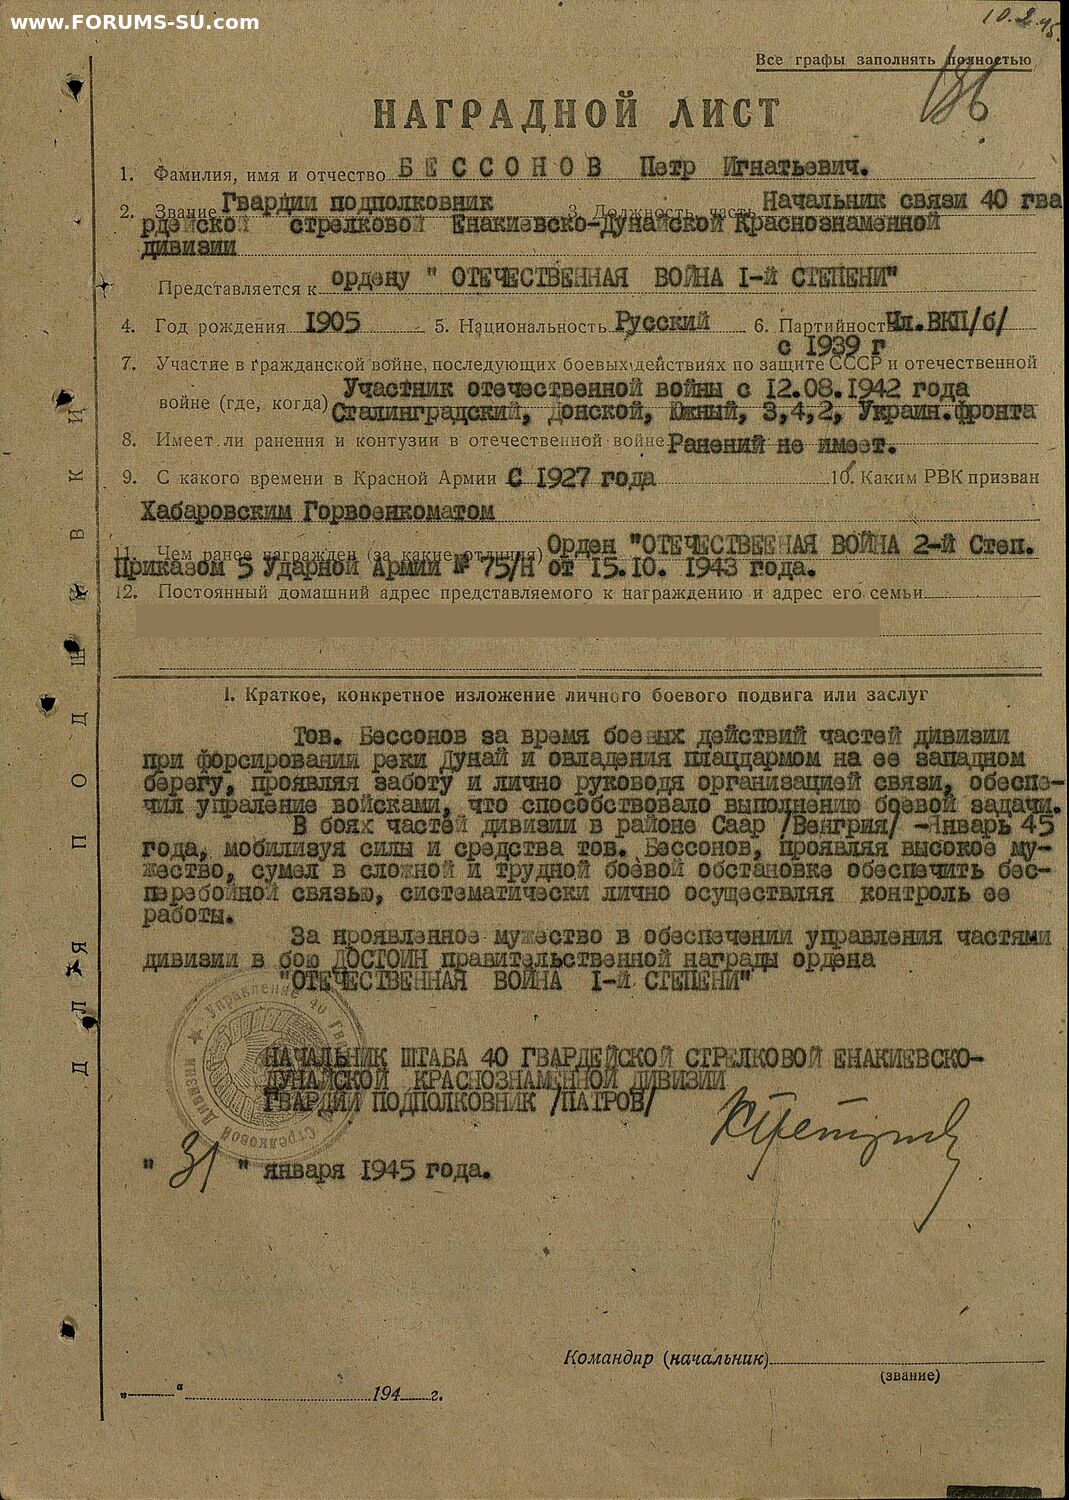 www.FORUMS-SU.com
10.2.45.
Все графы заполнять полностью
136
НАГРАДНОЙ ЛИСТ
1. Фамилия, имя и отчество БЕССОНОВ Петр Игнатьевич.
2. Звание Гвардии подполковник 3. Должность, часть Начальник связи 40 гва
рдейской стрелковой Енакиевско-Дунайской Краснознаменной
дивизии
Представляется к ордену " ОТЕЧЕСТВЕННАЯ ВОЙНА I-й СТЕПЕНИ"
4. Год рождения 1905 5. Национальность Русский 6. Партийность Чл.ВКП/б/
с 1939 г
7. Участие в гражданской войне, последующих боевых действиях по защите СССР и отечественной
войне (где, когда) Участник отечественной войны с 12.08.1942 года
Сталинградский, Донской, Южный, 3,4,2, Украин.фронта
8. Имеет ли ранения и контузии в отечественной войне Ранений не имеет.
9. С какого времени в Красной Армии С 1927 года 10. Каким РВК призван
Хабаровским Горвоенкоматом
11. Чем ранее награжден (за какие отличия) Орден "ОТЕЧЕСТВЕЕНАЯ ВОЙНА 2-й Степ.
Приказом 5 Ударной Армии № 75/Н от 15.10. 1943 года.
12. Постоянный домашний адрес представляемого к награждению и адрес его семьи
1. Краткое, конкретное изложение личного боевого подвига или заслуг
Тов. Бессонов за время боевых действий частей дивизии
при форсировании реки Дунай и овладения плацдармом на ее западном
берегу, проявляя заботу и лично руководя организацией связи, обеспе-
чил упраление войсками, что способствовало выполнению боевой задачи.
В боях частей дивизии в районе Саар /Венгрия/ -Январь 45
года, мобилизуя силы и средства тов. Бессонов, проявляя высокое му-
жество, сумел в сложной и трудной боевой обстановке обеспечить бес-
перебойной связью, систематически лично осуществляя контроль ее
работы.
За нроявленное мужество в обеспечении управления частями
дивизии в бою ДОСТОИН правительственной награды ордена
"ОТЕЧЕСТВЕННАЯ ВОЙНА I-й СТЕПЕНИ"
Управление 40 Гвард. Стрелковой Дивизии
НАЧАЛЬНИК ШТАБА 40 ГВАРДЕЙСКОЙ СТРЕЛКОВОЙ ЕНАКИЕВСКО-
ДУНАЙСКОЙ КРАСНОЗНАМЕННОЙ ДИВИЗИИ
ГВАРДИИ ПОДПОЛКОВНИК /ПАТРОВ/
" 31 " января 1945 года.
Командир (начальник)
(звание)
„ “ 194 г.
ДЛЯ ПОДШИВКИ